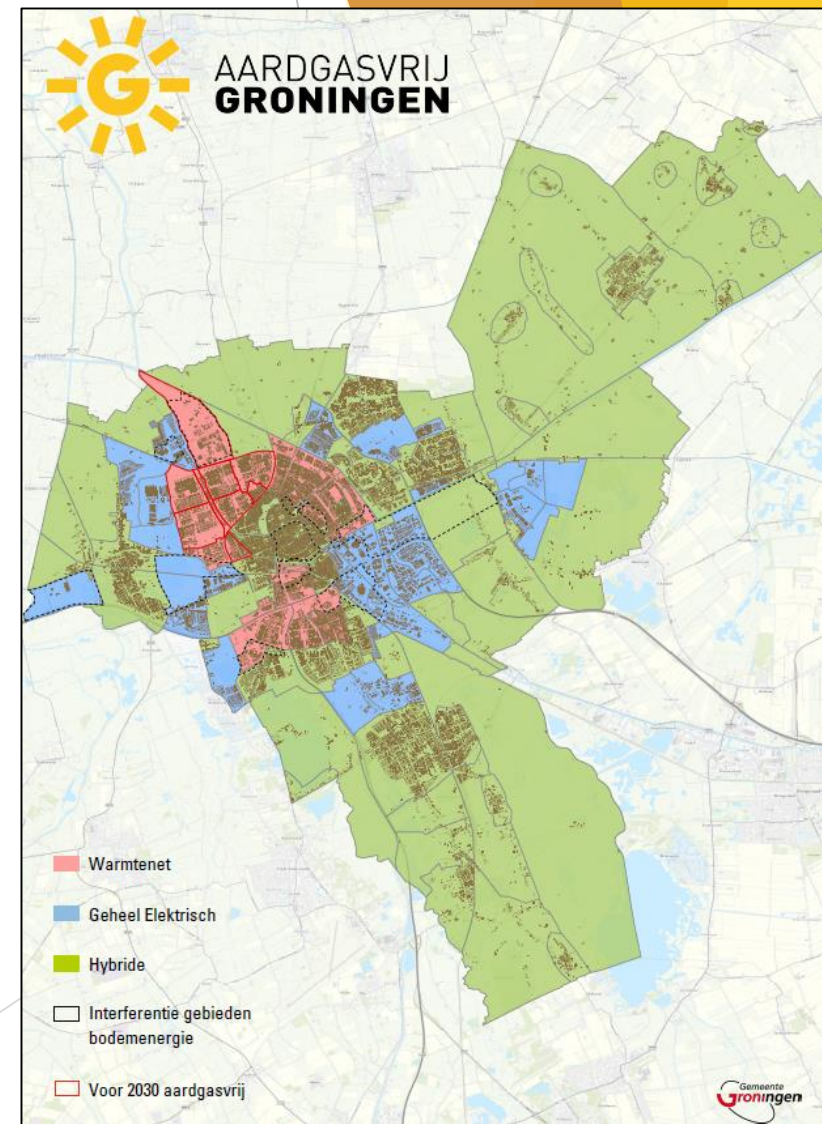 G
AARDGASVRIJ
GRONINGEN
Warmtenet
Geheel Elektrisch
Hybride
Interferentie gebieden
bodemenergie
Voor 2030 aardgasvrij
Gemeente
Groningen